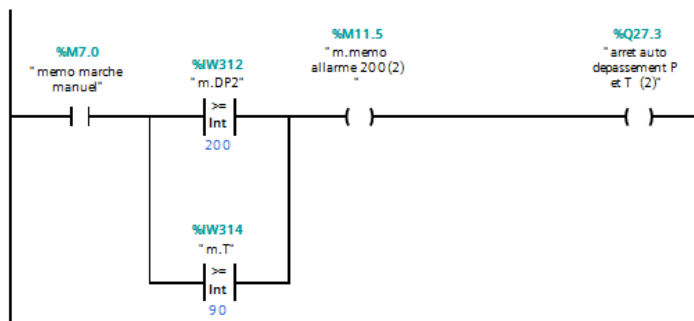 %M7.0
"memo marche
manuel"
%IW312
"m.DP2"
>=
Int
200
%M11.5
"m.memo
allarme 200(2)
"
%Q27.3
"arret auto
depassement P
et T (2)"
%IW314
"m.T"
>=
Int
90